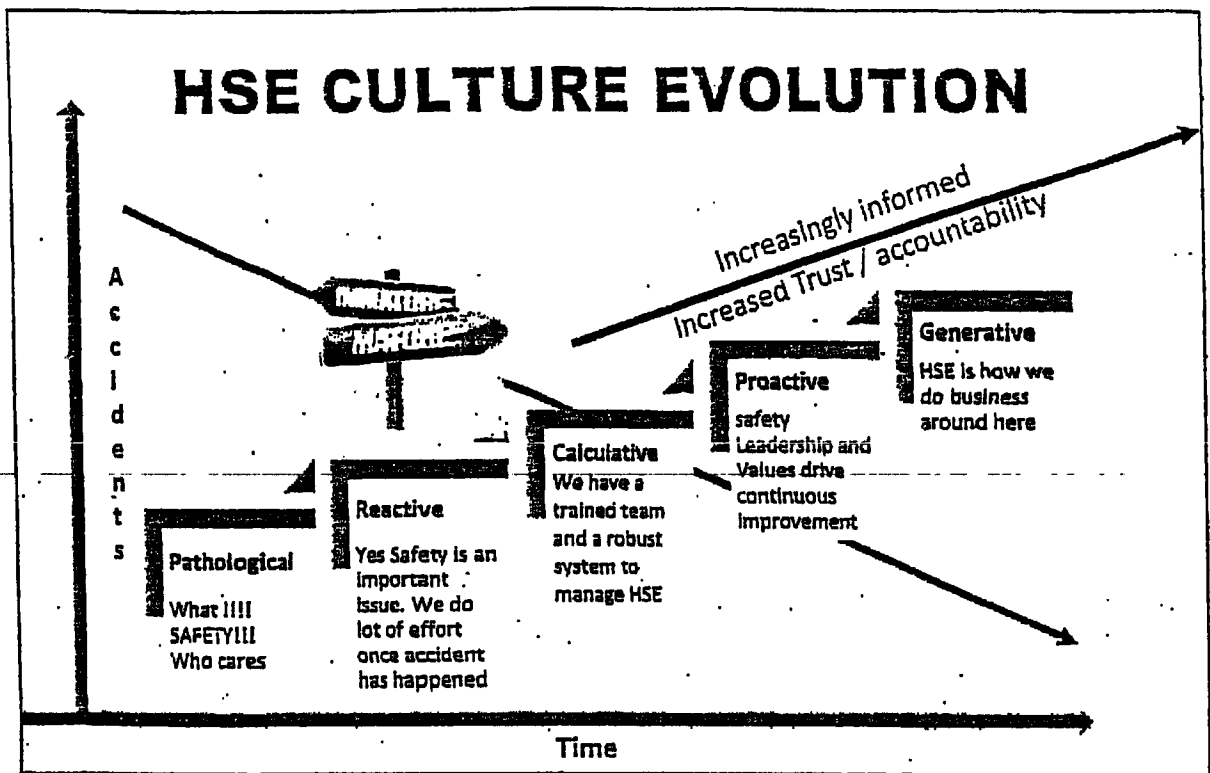 HSE CULTURE EVOLUTION
Accidents
Increasingly informed
Increased Trust / accountability
Pathological
What !!!!
SAFETY!!!
Who cares
Reactive
Yes Safety is an
important
issue. We do
lot of effort
once accident
has happened
Calculative
We have a
trained team
and a robust
system to
manage HSE
Proactive
safety
Leadership and
Values drive
continuous
improvement
Generative
HSE is how we
do business
around here
Time